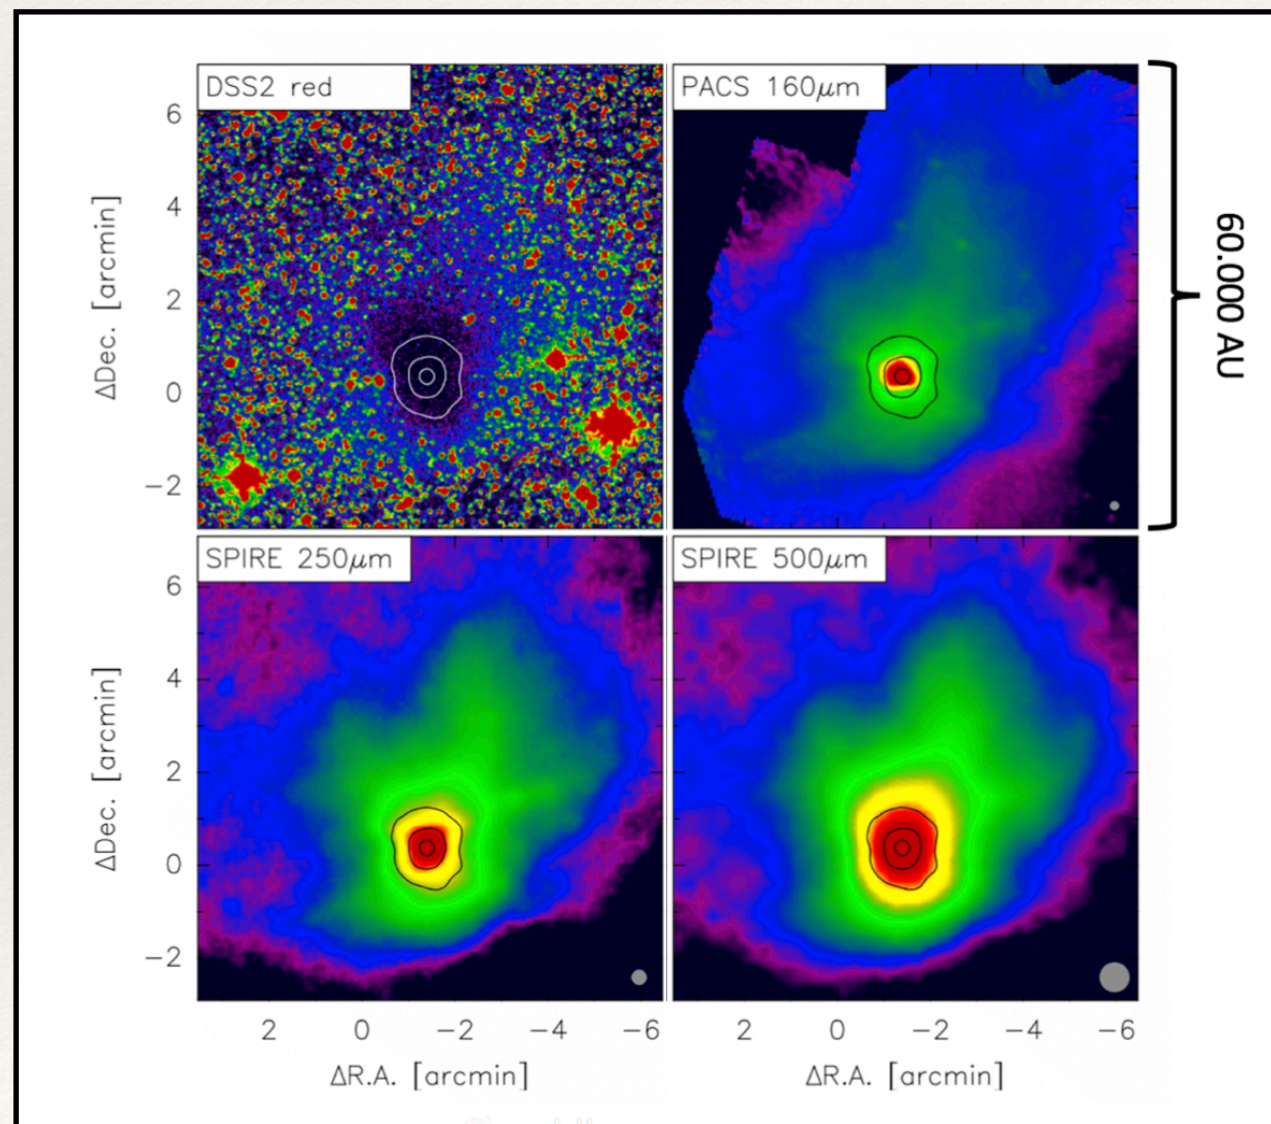 DSS2 red
PACS 160μm
6
4
2
0
−2
ΔDec. [arcmin]
60.000 AU
SPIRE 250μm
SPIRE 500μm
6
4
2
0
−2
ΔDec. [arcmin]
2 0 −2 −4 −6
2 0 −2 −4 −6
ΔR.A. [arcmin]
ΔR.A. [arcmin]